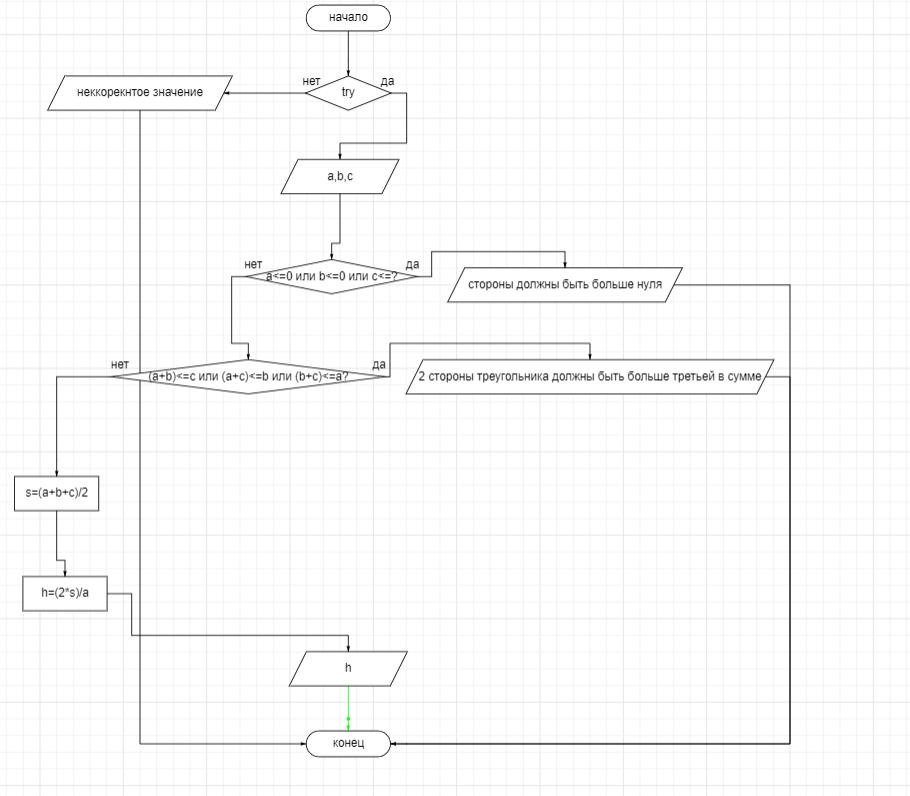 начало
нет
да
try
неккорекнтое значение
a,b,c
нет
да
a<=0 или b<=0 или c<=?
стороны должны быть больше нуля
нет
да
(a+b)<=c или (a+c)<=b или (b+c)<=a?
2 стороны треугольника должны быть больше третьей в сумме
s=(a+b+c)/2
h=(2*s)/a
h
конец